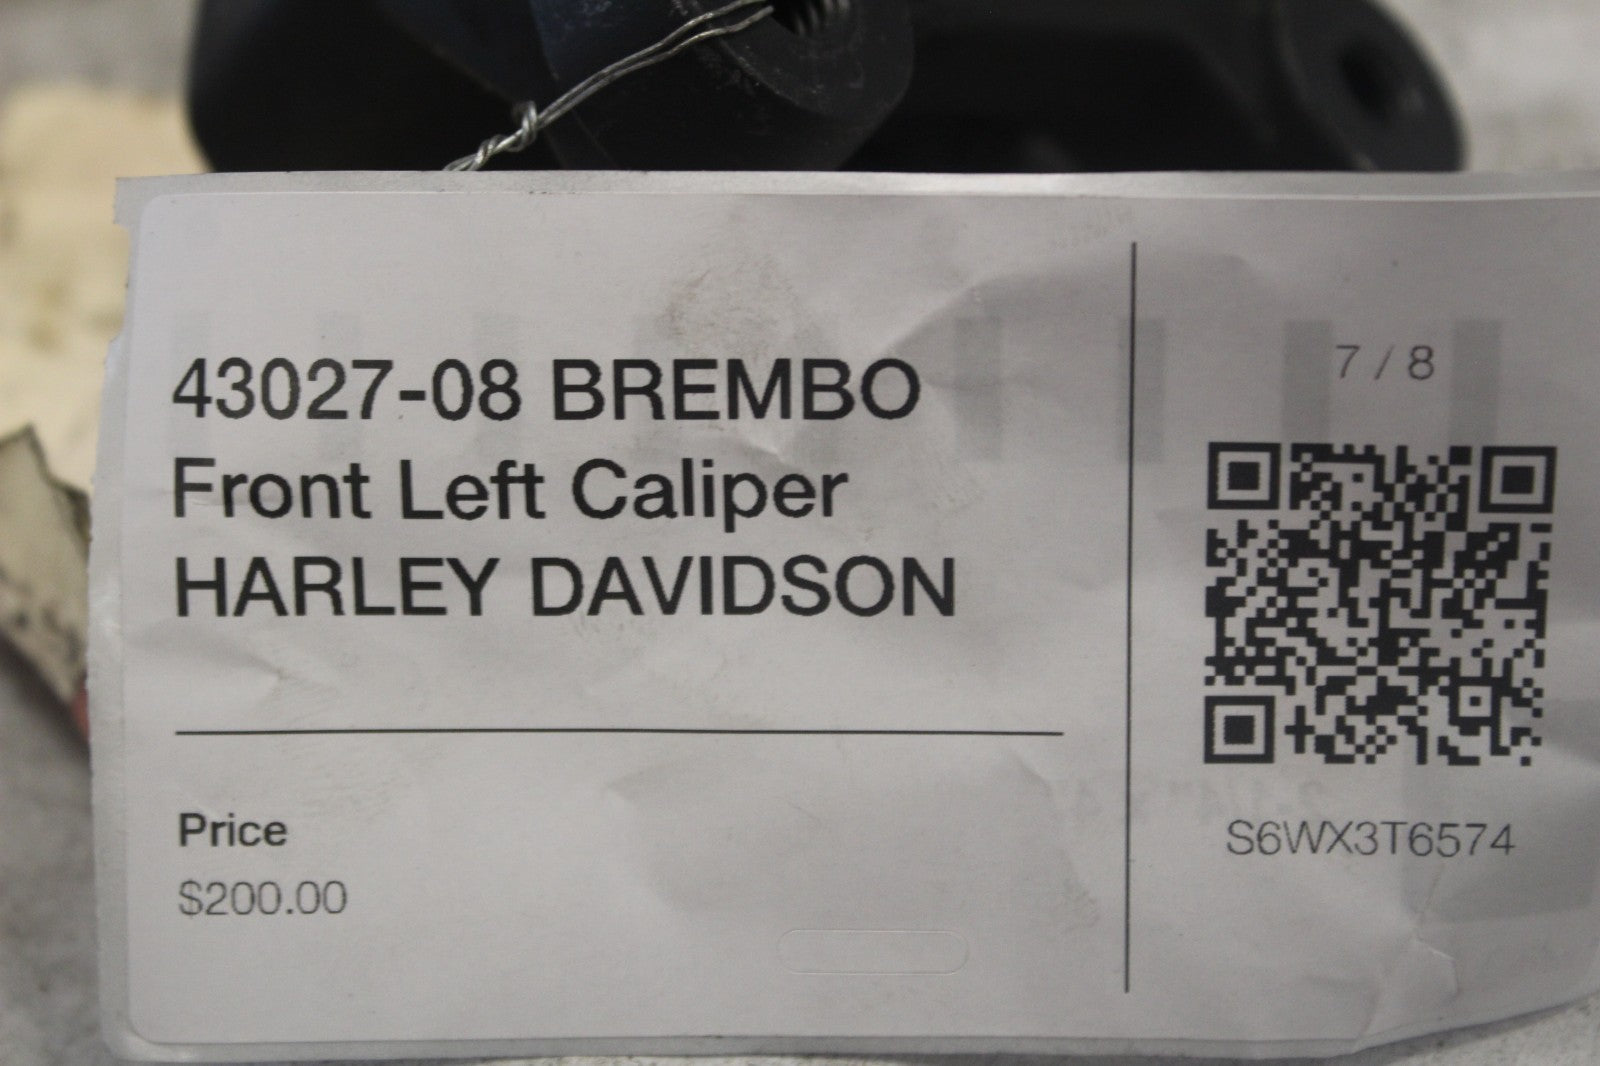 43027-08 BREMBO
Front Left Caliper
HARLEY DAVIDSON
Price
$200.00
7 / 8
S6WX3T6574